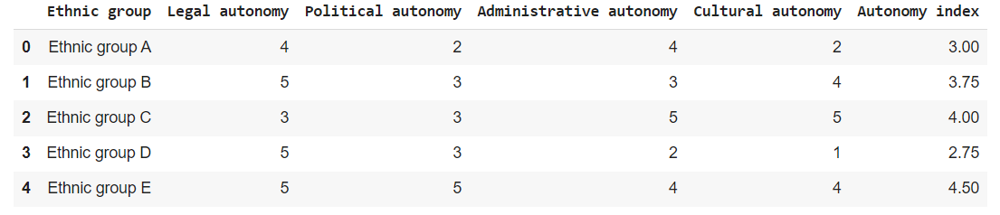 Ethnic group Legal autonomy Political autonomy Administrative autonomy Cultural autonomy Autonomy index
0 Ethnic group A 4 2 4 2 3.00
1 Ethnic group B 5 3 3 4 3.75
2 Ethnic group C 3 3 5 5 4.00
3 Ethnic group D 5 3 2 1 2.75
4 Ethnic group E 5 5 4 4 4.50